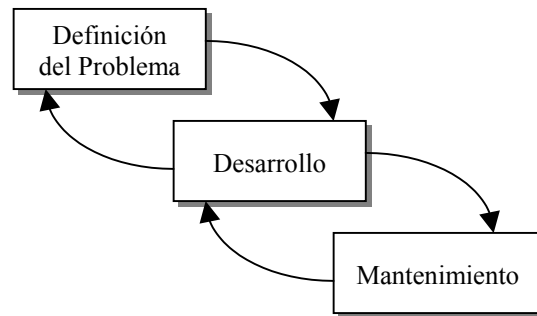 Definición
del Problema
Desarrollo
Mantenimiento